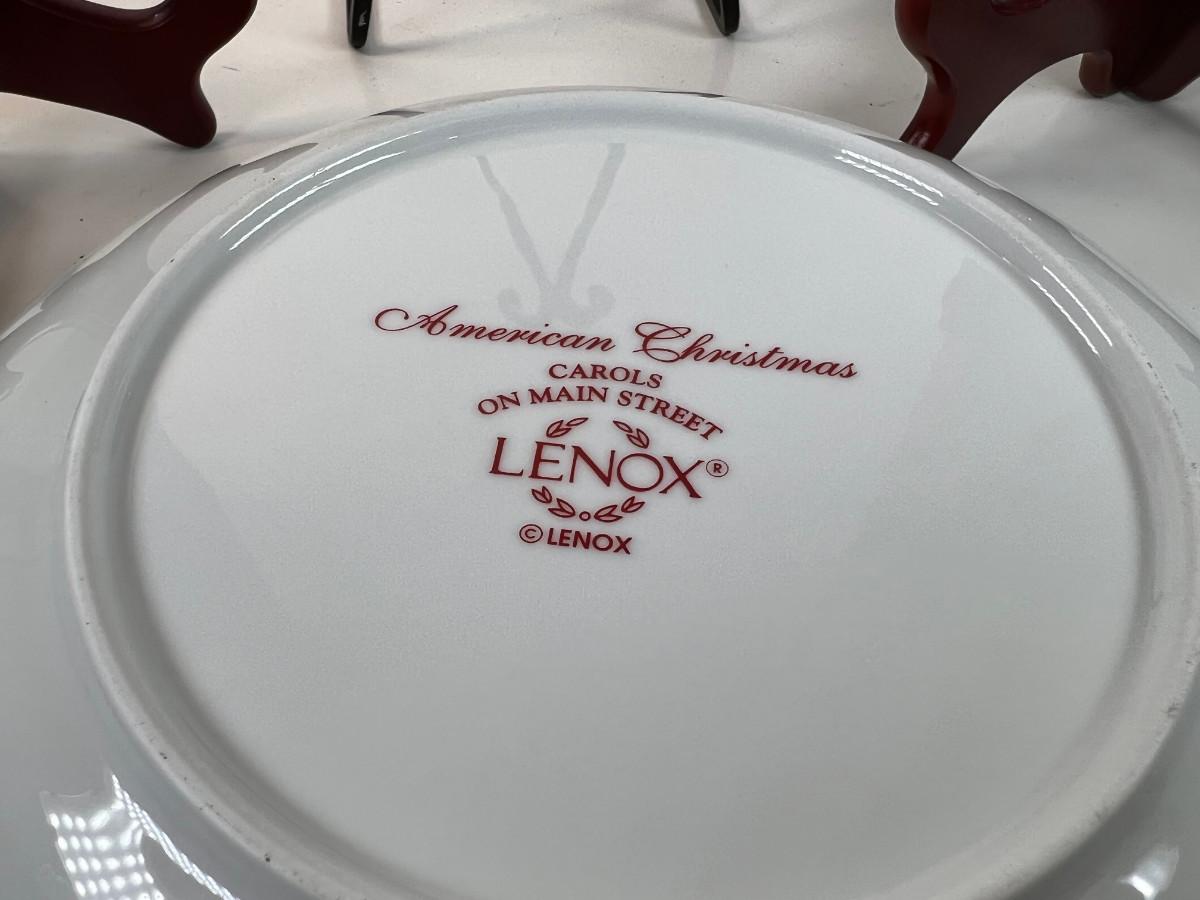 American Christmas
CAROLS
ON MAIN STREET
LENOX®
©LENOX